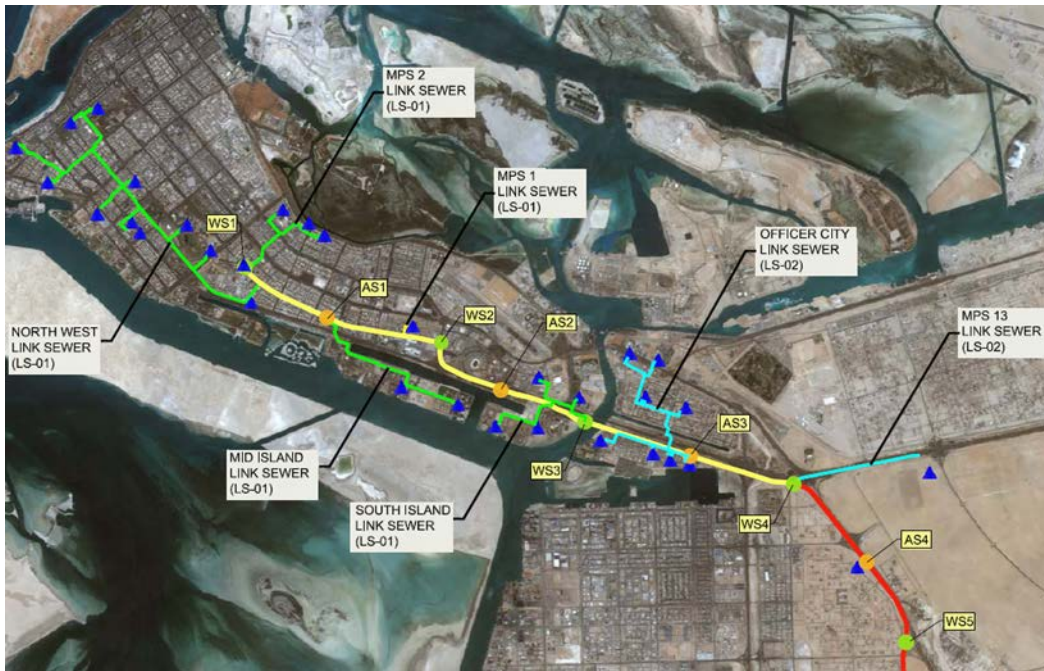 MPS 2
LINK SEWER
(LS-01)
MPS 1
LINK SEWER
(LS-01)
WS1
OFFICER CITY
LINK SEWER
(LS-02)
AS1
WS2
AS2
MPS 13
LINK SEWER
(LS-02)
NORTH WEST
LINK SEWER
(LS-01)
MID ISLAND
LINK SEWER
(LS-01)
SOUTH ISLAND
LINK SEWER
(LS-01)
WS3
AS3
WS4
AS4
WS5